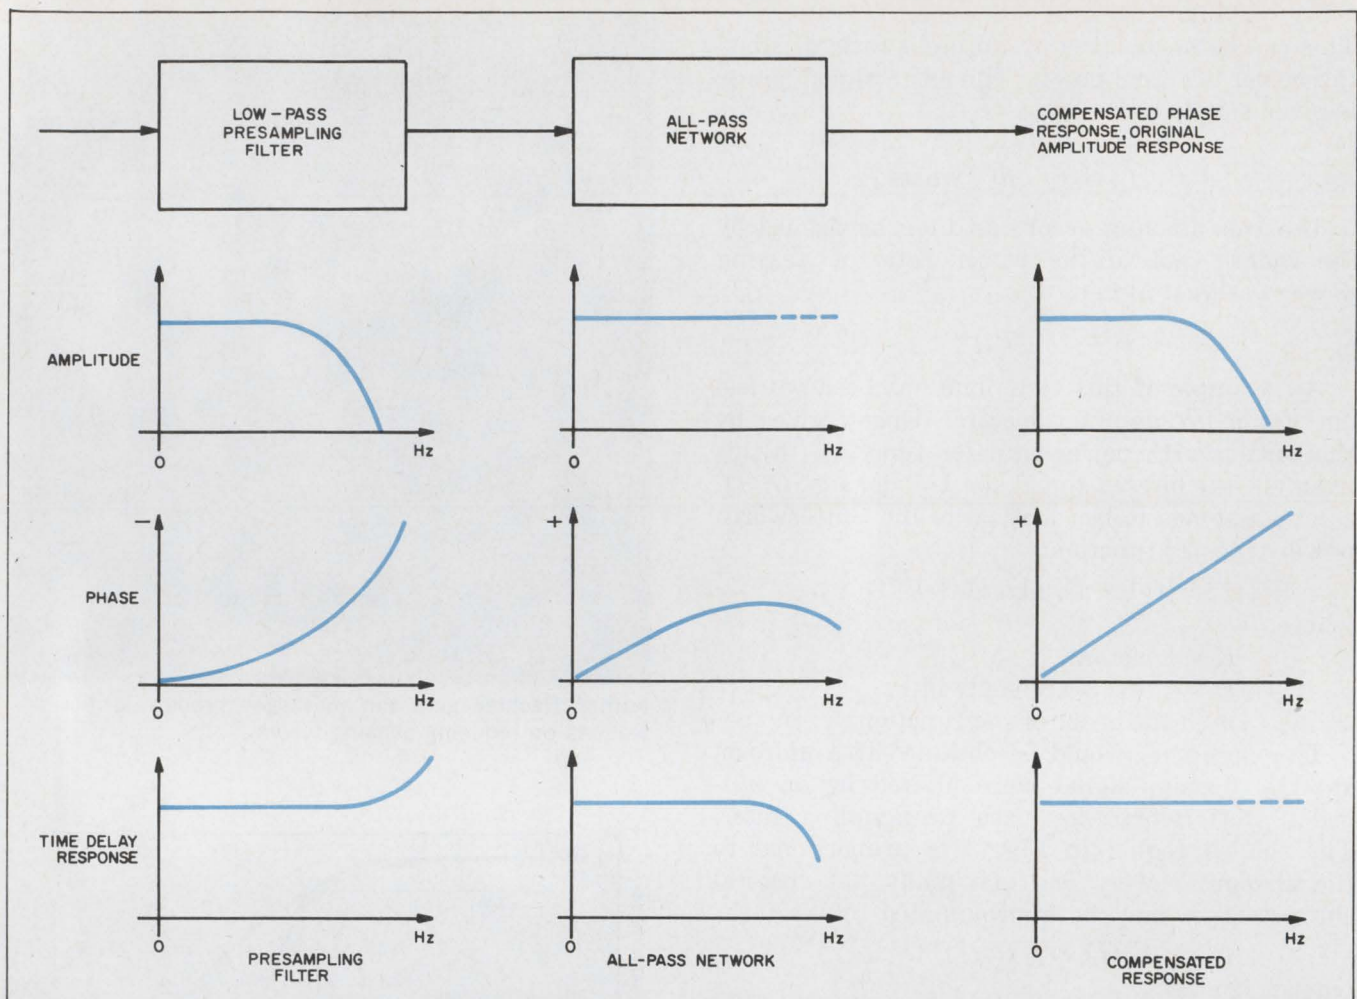 LOW-PASS
PRESAMPLING
FILTER
ALL-PASS
NETWORK
COMPENSATED PHASE
RESPONSE, ORIGINAL
AMPLITUDE RESPONSE
AMPLITUDE
Hz
0
Hz
0
Hz
0
PHASE
−
Hz
0
+
Hz
0
+
Hz
0
TIME DELAY
RESPONSE
Hz
0
Hz
0
Hz
0
PRESAMPLING
FILTER
ALL-PASS NETWORK
COMPENSATED
RESPONSE